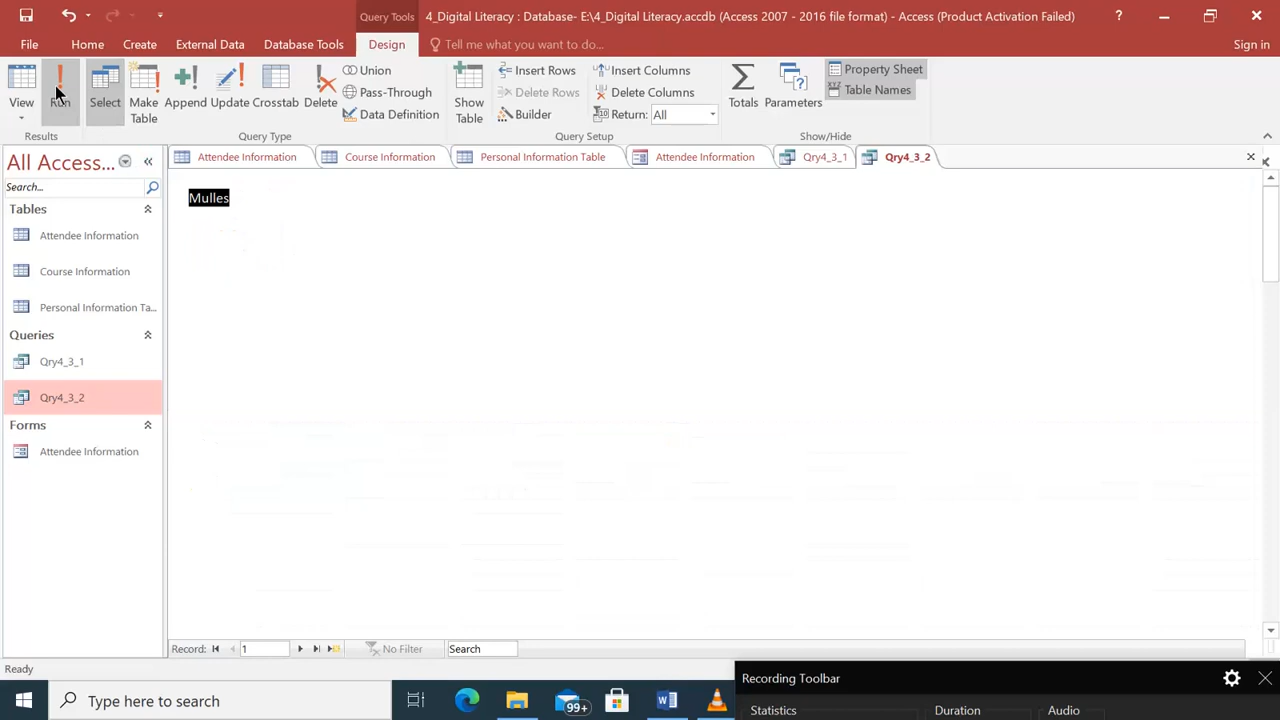 Query Tools
4_Digital Literacy : Database- E:\4_Digital Literacy.accdb (Access 2007 - 2016 file format) - Access (Product Activation Failed)
?
File Home Create External Data Database Tools Design Tell me what you want to do... Sign in
View
Run
Select
Make Table
Append
Update
Crosstab
Delete
Union
Pass-Through
Data Definition
Show Table
Insert Rows
Delete Rows
Builder
Insert Columns
Delete Columns
Return: All
Totals
Parameters
Property Sheet
Table Names
Results Query Type Query Setup Show/Hide
All Access...
Search...
Attendee Information Course Information Personal Information Table Attendee Information Qry4_3_1 Qry4_3_2
Mulles
Tables
Attendee Information
Course Information
Personal Information Ta...
Queries
Qry4_3_1
Qry4_3_2
Forms
Attendee Information
Record: 1 No Filter Search
Ready
Type here to search
99+
Recording Toolbar
Statistics Duration Audio